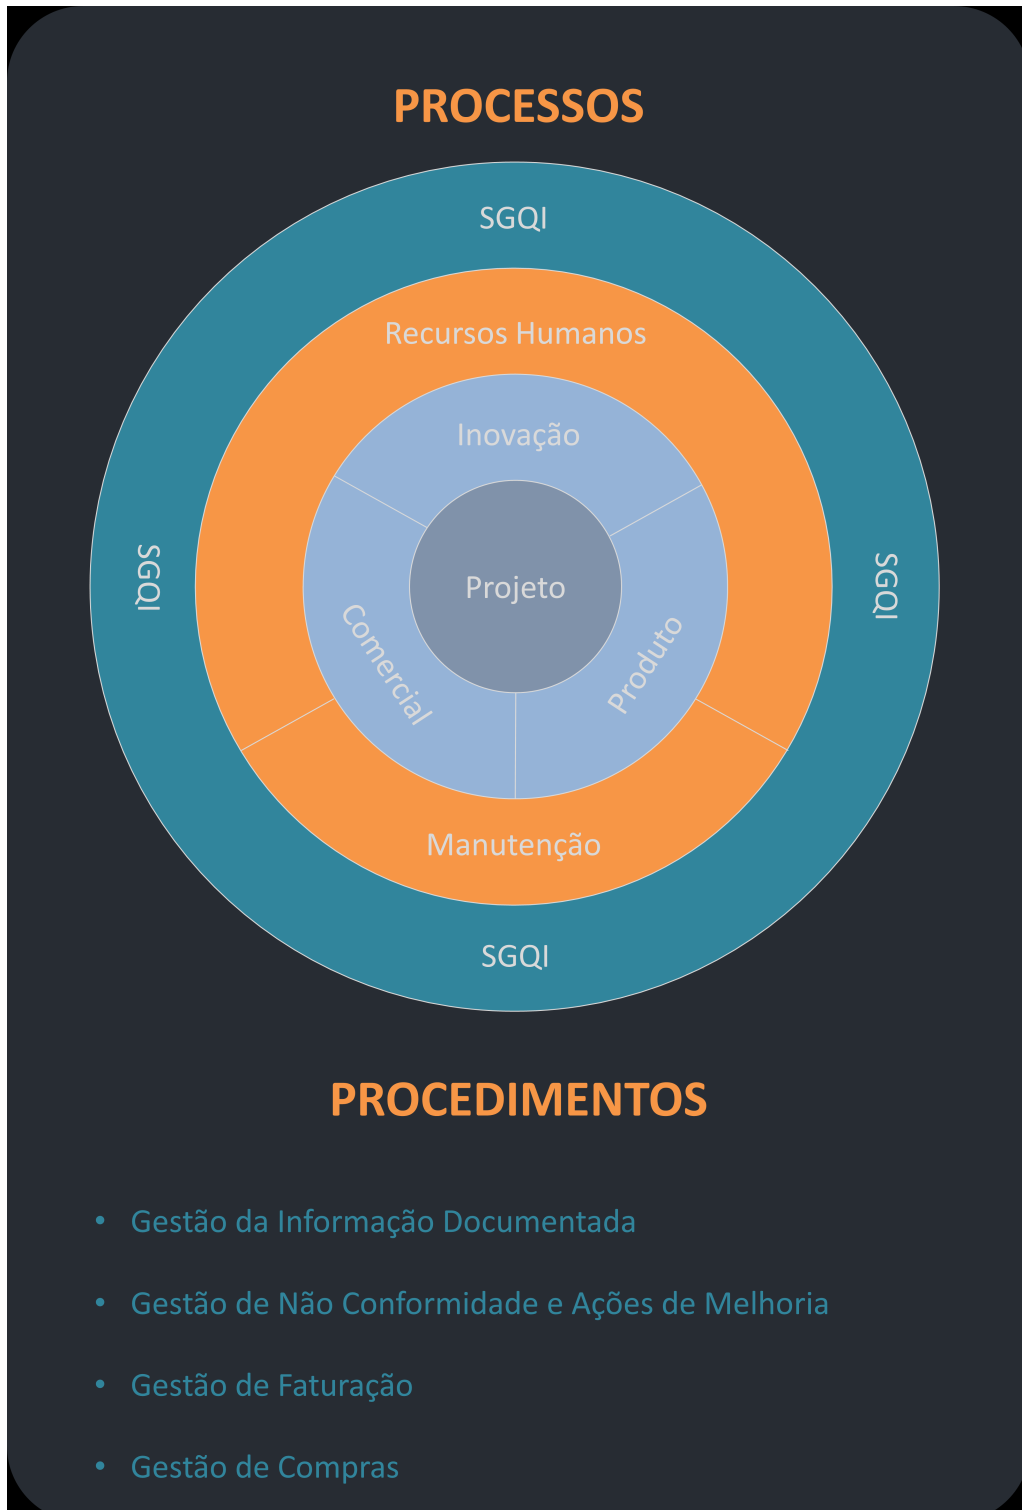 PROCESSOS
SGQI
Recursos Humanos
Inovação
SGQI
Projeto
SGQI
Comercial
Produto
Manutenção
SGQI
PROCEDIMENTOS
• Gestão da Informação Documentada
• Gestão de Não Conformidade e Ações de Melhoria
• Gestão de Faturação
• Gestão de Compras